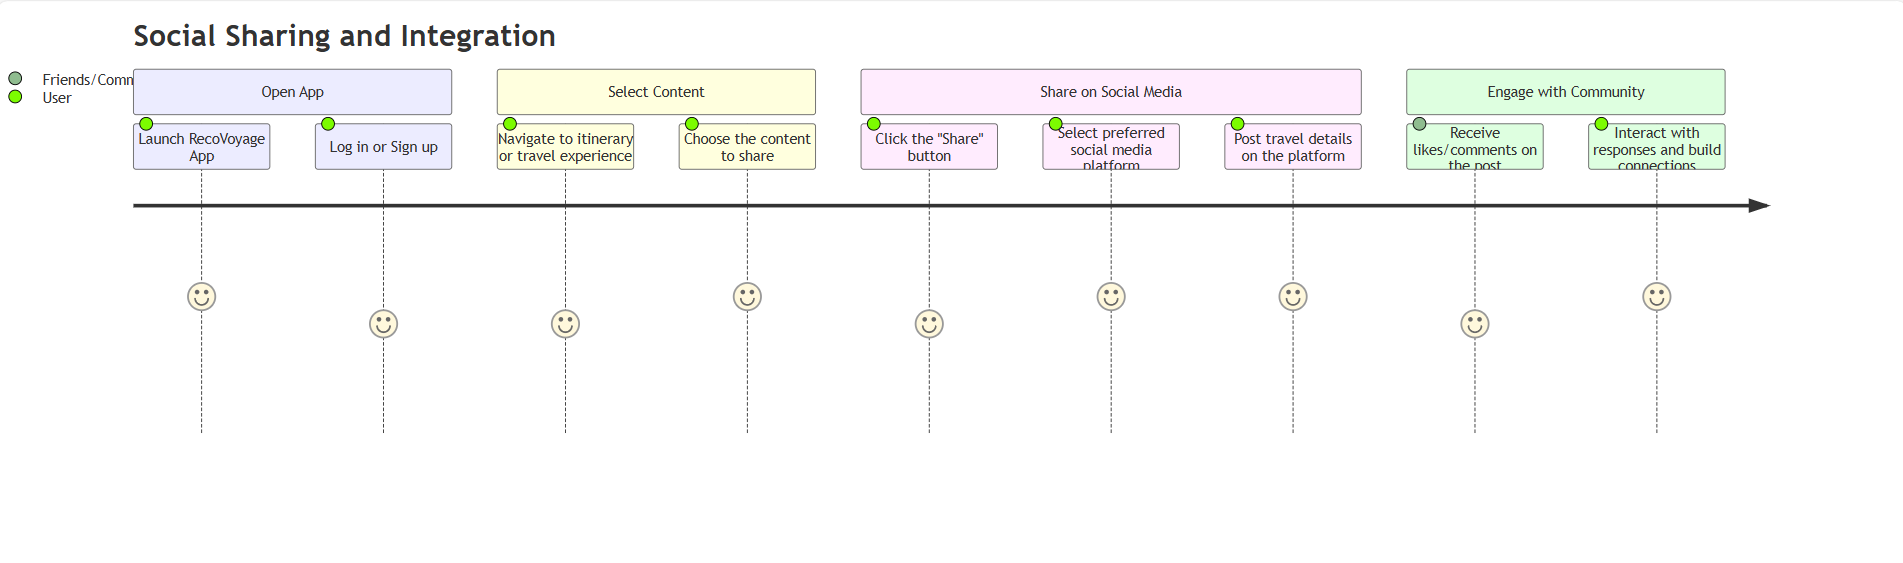 Social Sharing and Integration
Friends/Comm
User
Open App
Select Content
Share on Social Media
Engage with Community
Launch RecoVoyage
App
Log in or Sign up
Navigate to itinerary
or travel experience
Choose the content
to share
Click the "Share"
button
Select preferred
social media
platform
Post travel details
on the platform
Receive
likes/comments on
the post
Interact with
responses and build
connections